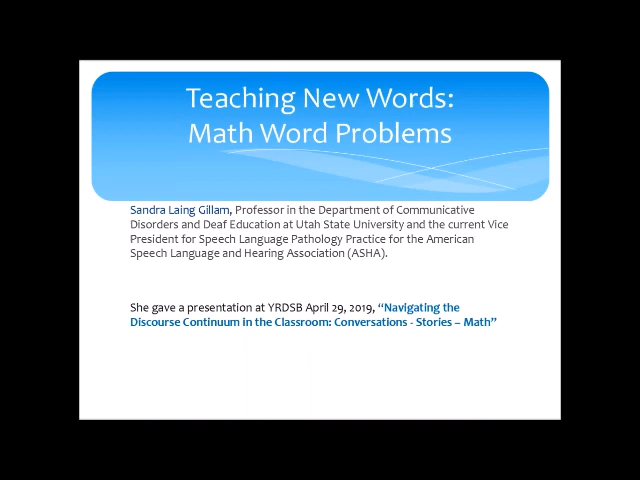 Teaching New Words:
Math Word Problems
Sandra Laing Gillam, Professor in the Department of Communicative
Disorders and Deaf Education at Utah State University and the current Vice
President for Speech Language Pathology Practice for the American
Speech Language and Hearing Association (ASHA).
She gave a presentation at YRDSB April 29, 2019, “Navigating the
Discourse Continuum in the Classroom: Conversations - Stories – Math”